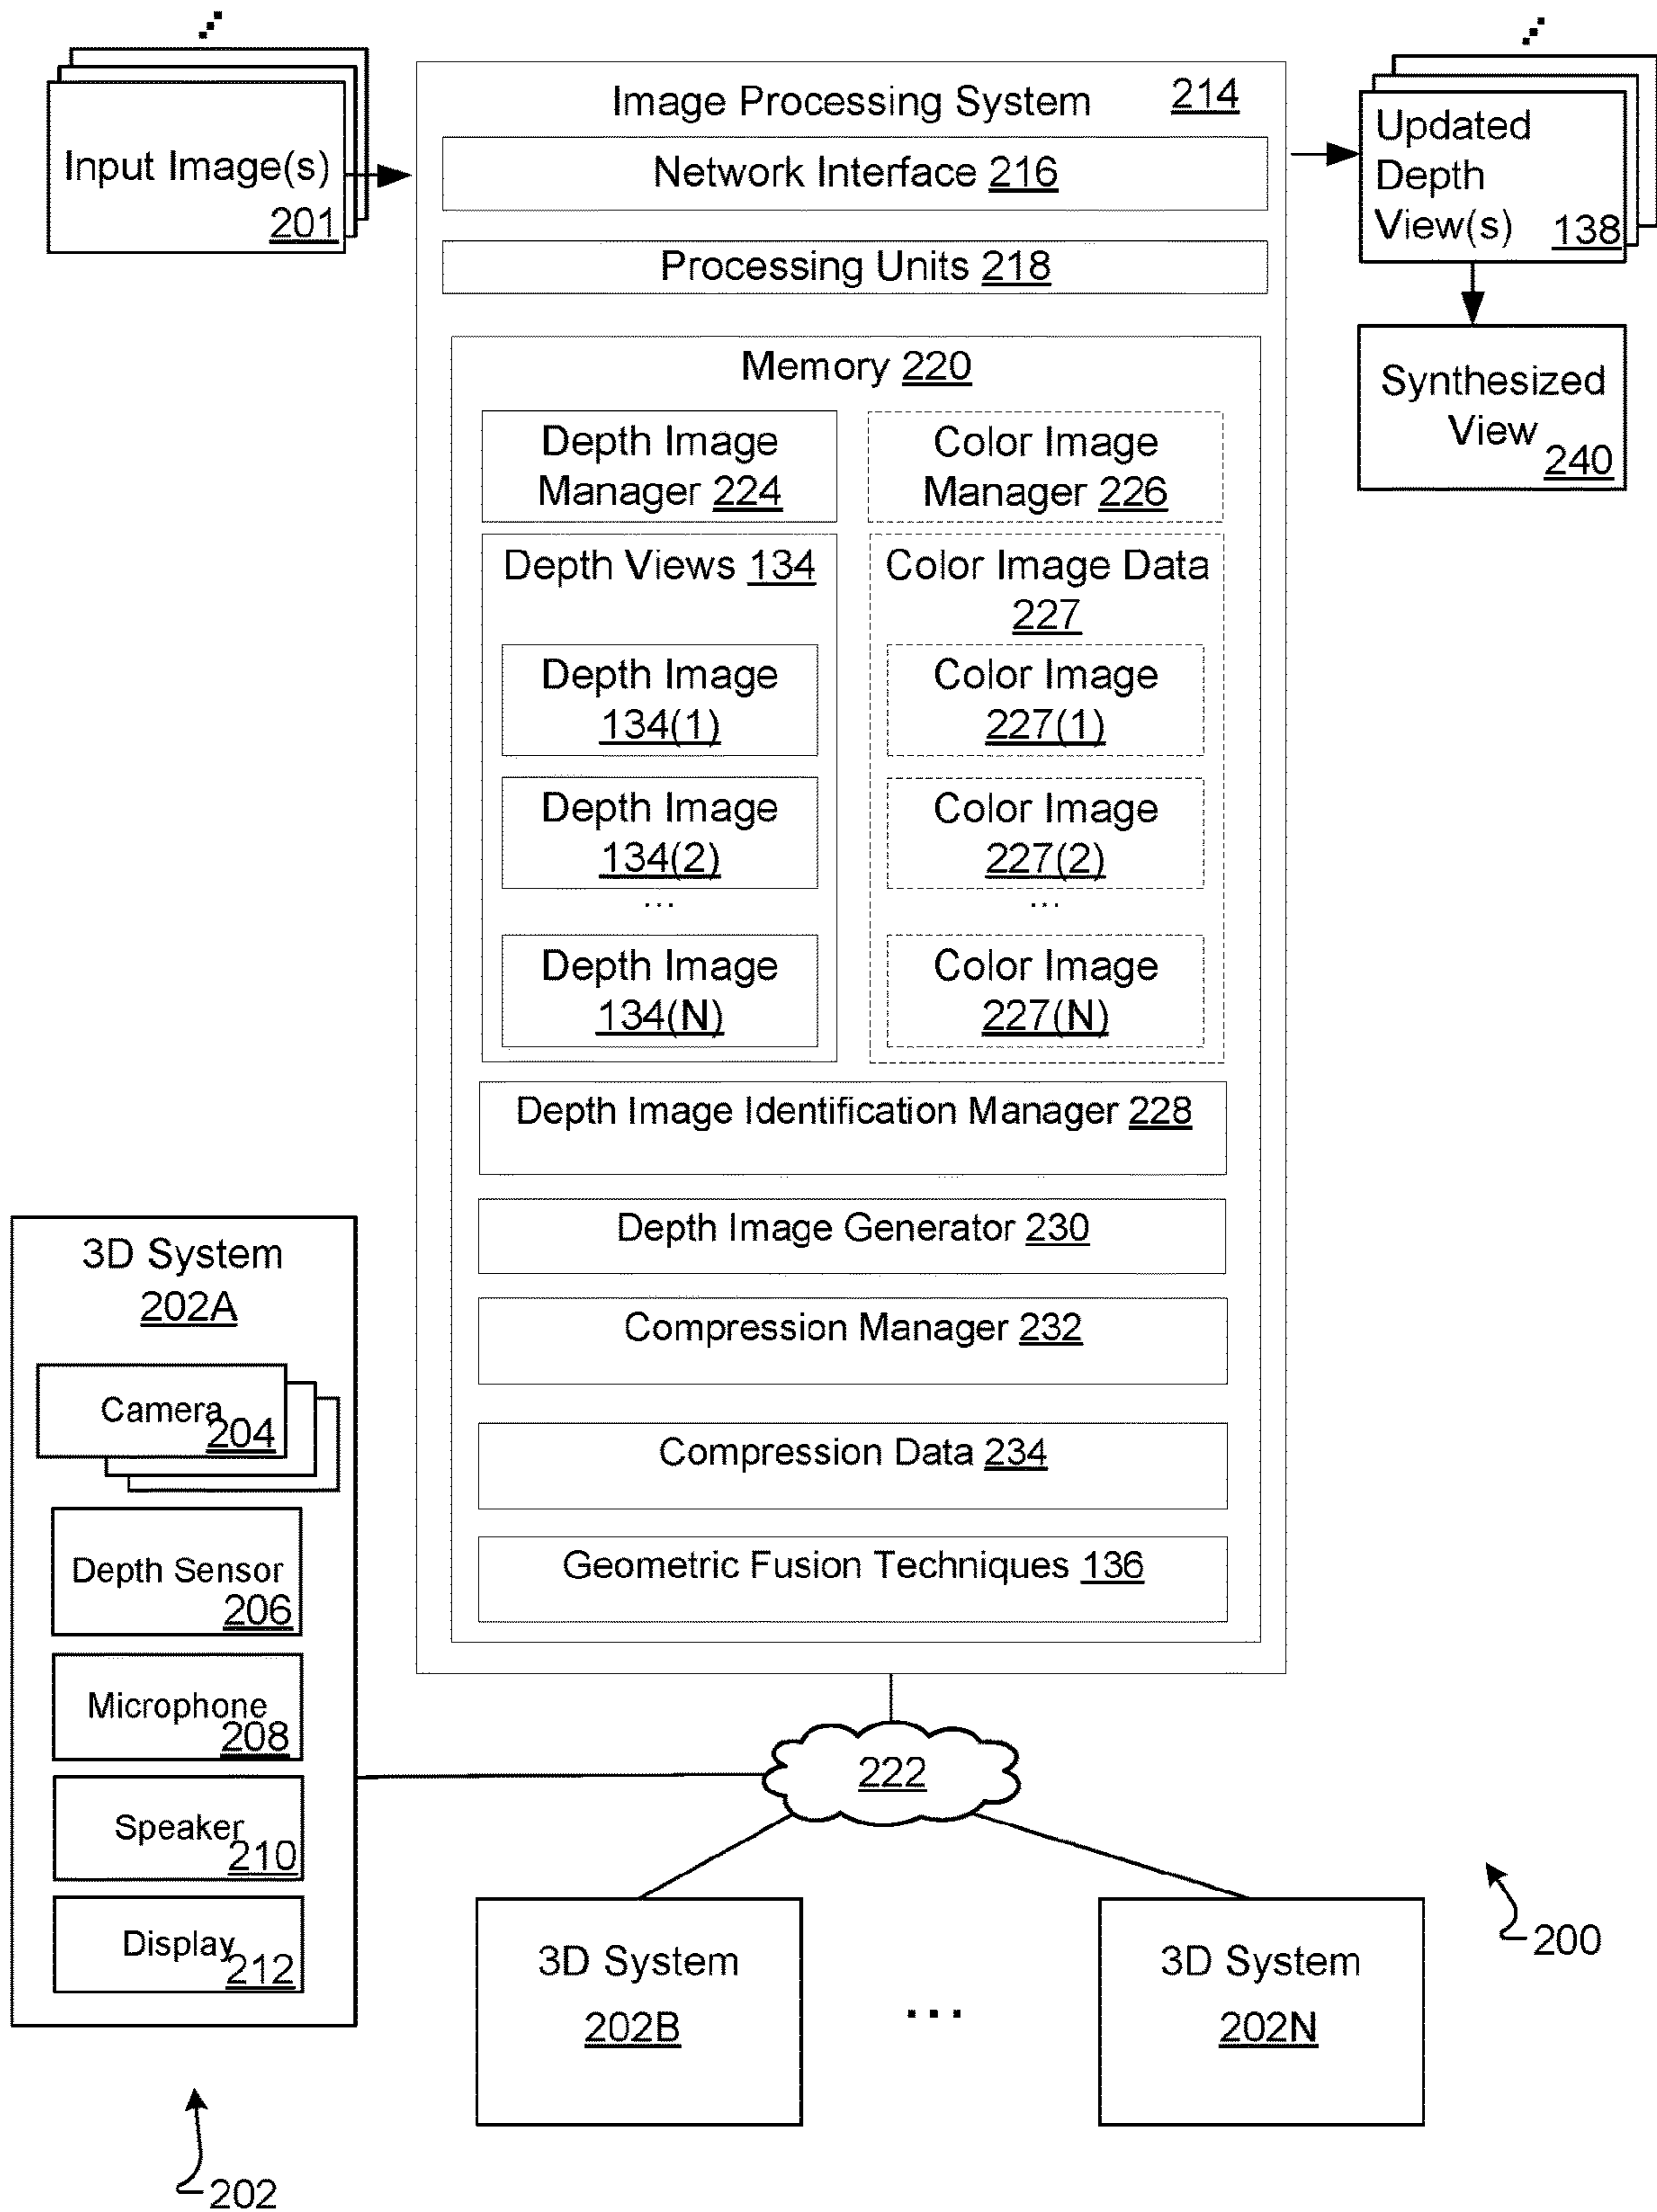 Input Image(s)
201
Image Processing System 214
Network Interface 216
Processing Units 218
Memory 220
Depth Image
Manager 224
Color Image
Manager 226
Depth Views 134
Color Image Data
227
Depth Image
134(1)
Color Image
227(1)
Depth Image
134(2)
Color Image
227(2)
...
...
Depth Image
134(N)
Color Image
227(N)
Depth Image Identification Manager 228
Depth Image Generator 230
Compression Manager 232
Compression Data 234
Geometric Fusion Techniques 136
Updated
Depth
View(s) 138
Synthesized
View
240
3D System
202A
Camera
204
Depth Sensor
206
Microphone
208
Speaker
210
Display
212
222
3D System
202B
...
3D System
202N
200
202